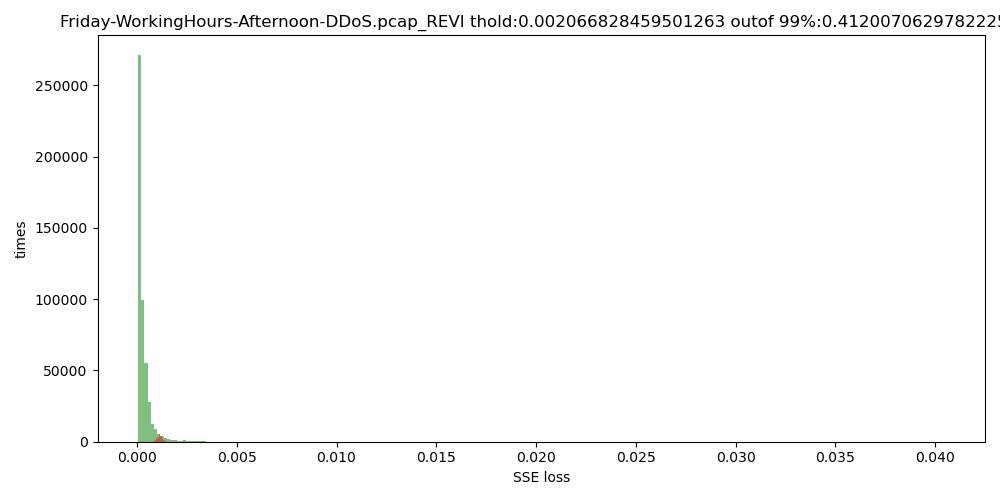 Friday-WorkingHours-Afternoon-DDoS.pcap_REVI thold:0.002066828459501263 outof 99%:0.4120070629782225
250000
200000
150000
100000
50000
0
times
0.000 0.005 0.010 0.015 0.020 0.025 0.030 0.035 0.040
SSE loss